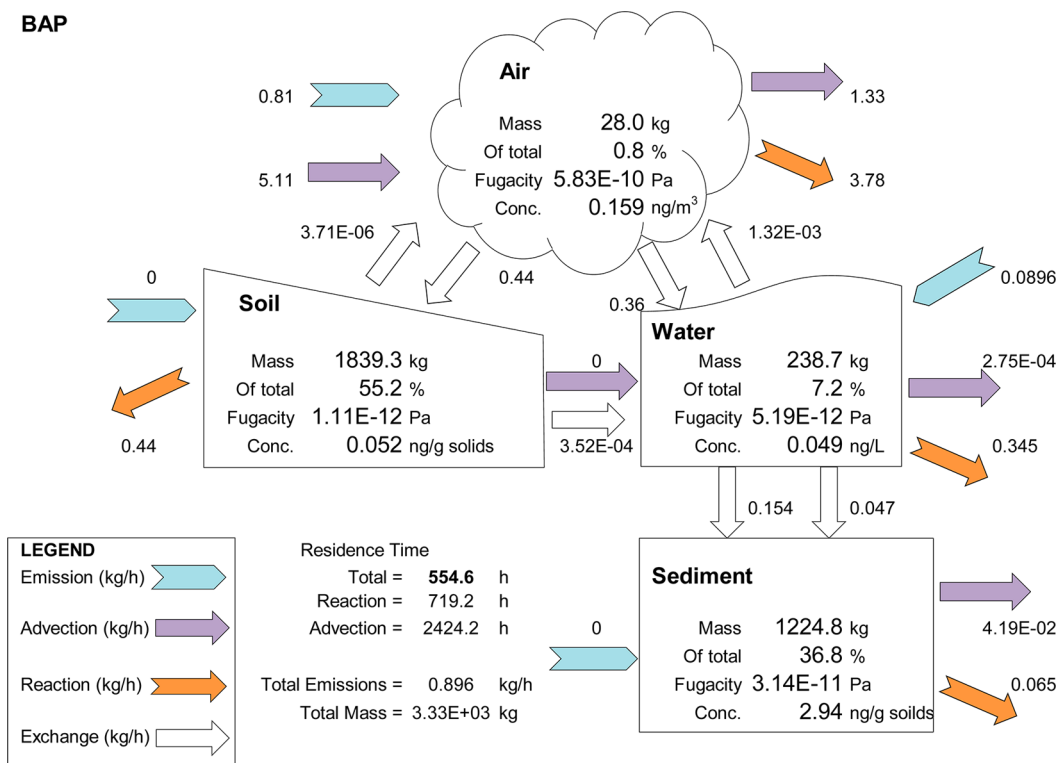 BAP
Air
Mass 28.0 kg
Of total 0.8 %
Fugacity 5.83E-10 Pa
Conc. 0.159 ng/m³
0.81
5.11
1.33
3.78
3.71E-06
0.44
0.36
1.32E-03
0
Soil
Mass 1839.3 kg
Of total 55.2 %
Fugacity 1.11E-12 Pa
Conc. 0.052 ng/g solids
0.44
0
3.52E-04
Water
Mass 238.7 kg
Of total 7.2 %
Fugacity 5.19E-12 Pa
Conc. 0.049 ng/L
0.0896
2.75E-04
0.345
0.154
0.047
LEGEND
Emission (kg/h)
Advection (kg/h)
Reaction (kg/h)
Exchange (kg/h)
Residence Time
Total = 554.6 h
Reaction = 719.2 h
Advection = 2424.2 h
Total Emissions = 0.896 kg/h
Total Mass = 3.33E+03 kg
0
Sediment
Mass 1224.8 kg
Of total 36.8 %
Fugacity 3.14E-11 Pa
Conc. 2.94 ng/g soilds
4.19E-02
0.065